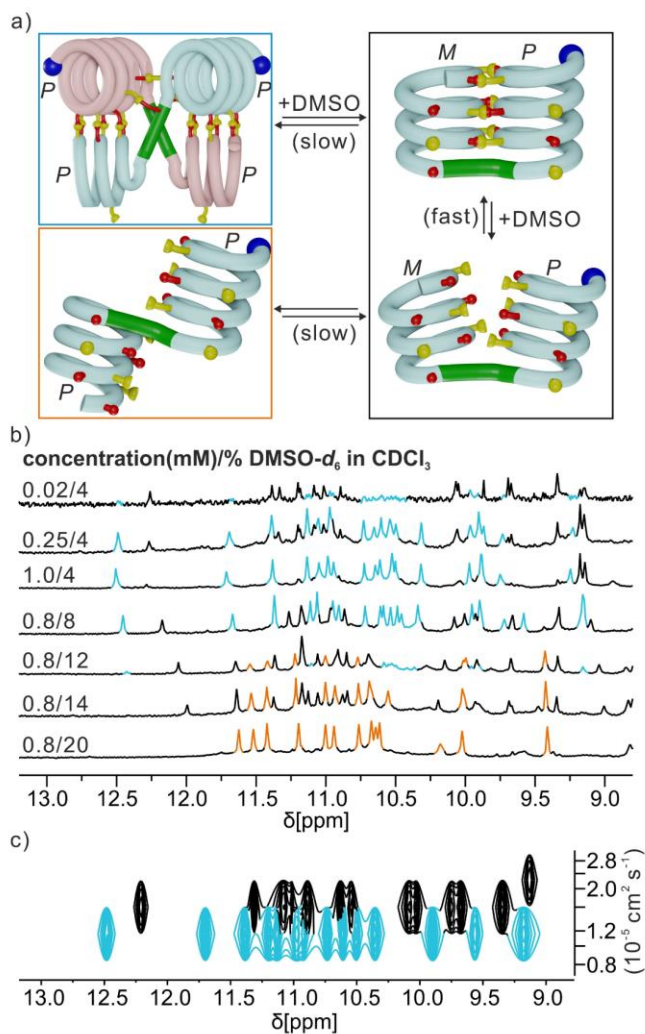 a)
P
P
P
P
+DMSO
(slow)
M
P
(fast)
+DMSO
M
P
P
P
(slow)
b)
concentration(mM)/% DMSO-d₆ in CDCl₃
0.02/4
0.25/4
1.0/4
0.8/8
0.8/12
0.8/14
0.8/20
13.0 12.5 12.0 11.5 11.0 10.5 10.0 9.5 9.0
δ[ppm]
c)
2.8
2.0
1.2
0.8
(10⁻⁵ cm² s⁻¹)
13.0 12.5 12.0 11.5 11.0 10.5 10.0 9.5 9.0
δ[ppm]